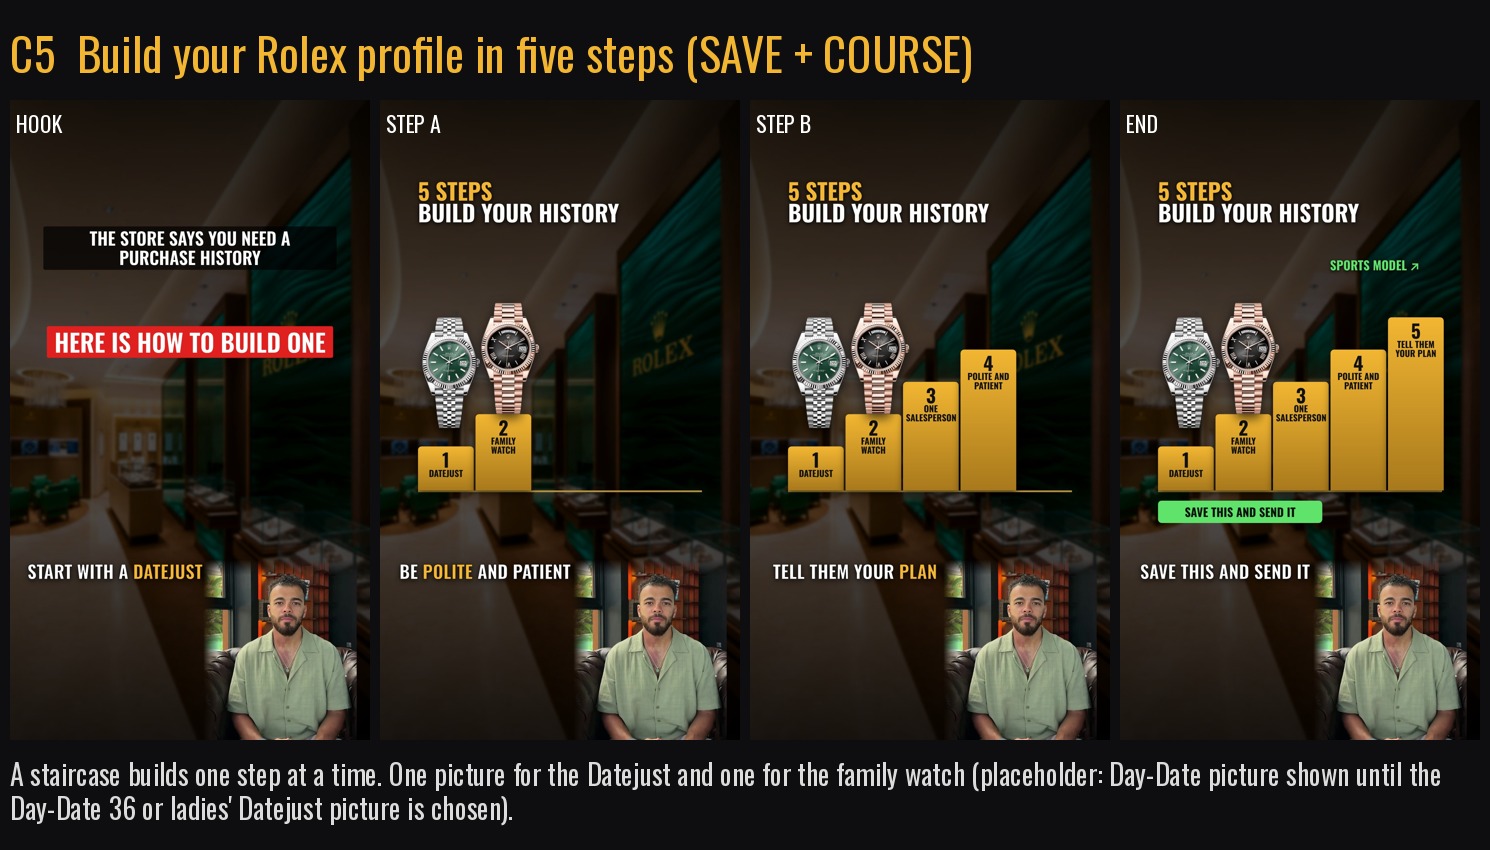 C5 Build your Rolex profile in five steps (SAVE + COURSE)
HOOK
THE STORE SAYS YOU NEED A
PURCHASE HISTORY
HERE IS HOW TO BUILD ONE
ROLEX
START WITH A DATEJUST
STEP A
5 STEPS
BUILD YOUR HISTORY
ROLEX
1
DATEJUST
2
FAMILY
WATCH
BE POLITE AND PATIENT
STEP B
5 STEPS
BUILD YOUR HISTORY
1
DATEJUST
2
FAMILY
WATCH
3
ONE
SALESPERSON
4
POLITE AND
PATIENT
TELL THEM YOUR PLAN
END
5 STEPS
BUILD YOUR HISTORY
SPORTS MODEL ↗
1
DATEJUST
2
FAMILY
WATCH
3
ONE
SALESPERSON
4
POLITE AND
PATIENT
5
TELL THEM
YOUR PLAN
SAVE THIS AND SEND IT
SAVE THIS AND SEND IT
A staircase builds one step at a time. One picture for the Datejust and one for the family watch (placeholder: Day-Date picture shown until the
Day-Date 36 or ladies' Datejust picture is chosen).